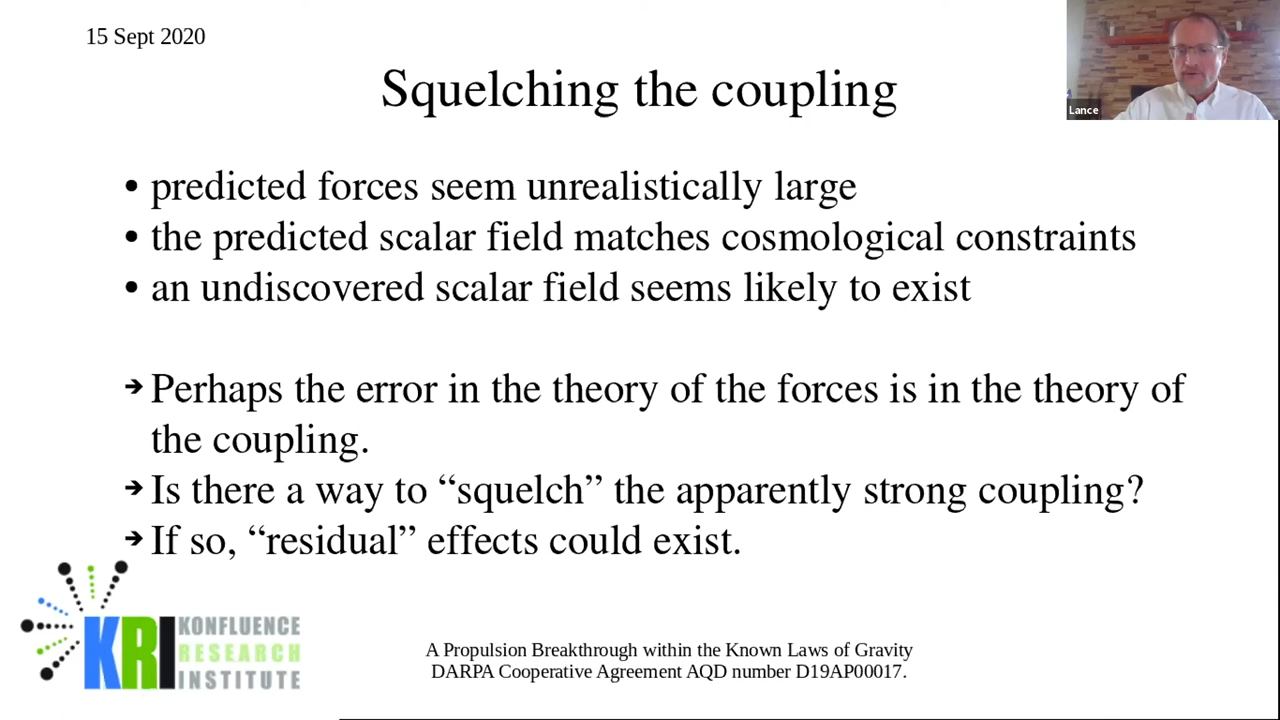 15 Sept 2020
Lance
Squelching the coupling
• predicted forces seem unrealistically large
• the predicted scalar field matches cosmological constraints
• an undiscovered scalar field seems likely to exist
➔ Perhaps the error in the theory of the forces is in the theory of
the coupling.
➔ Is there a way to “squelch” the apparently strong coupling?
➔ If so, “residual” effects could exist.
KRI
KONFLUENCE
RESEARCH
INSTITUTE
A Propulsion Breakthrough within the Known Laws of Gravity
DARPA Cooperative Agreement AQD number D19AP00017.